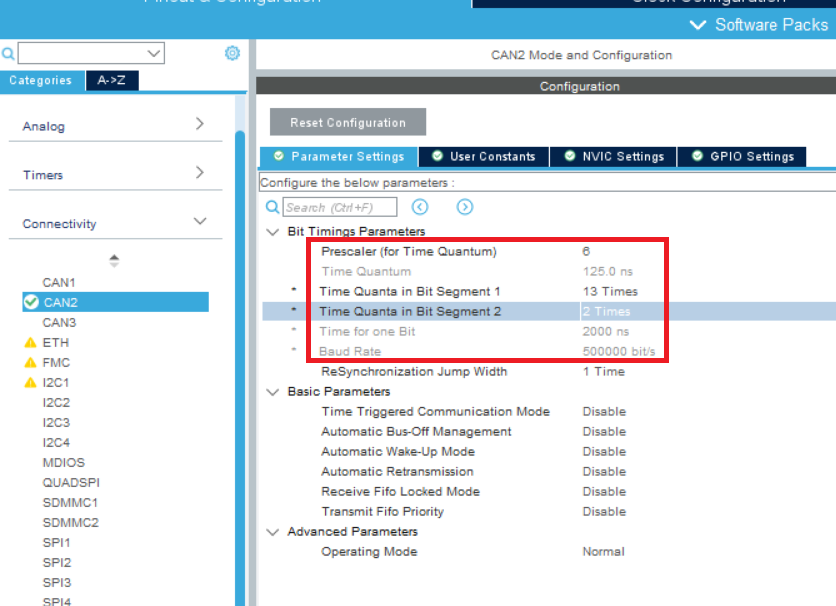 Pinout & Configuration
Clock Configuration
Software Packs
CAN2 Mode and Configuration
Categories
A->Z
Configuration
Analog
Timers
Connectivity
CAN1
CAN2
CAN3
ETH
FMC
I2C1
I2C2
I2C3
I2C4
MDIOS
QUADSPI
SDMMC1
SDMMC2
SPI1
SPI2
SPI3
SPI4
Reset Configuration
Parameter Settings
User Constants
NVIC Settings
GPIO Settings
Configure the below parameters :
Search (Ctrl+F)
Bit Timings Parameters
Prescaler (for Time Quantum) 6
Time Quantum 125.0 ns
* Time Quanta in Bit Segment 1 13 Times
* Time Quanta in Bit Segment 2 2 Times
* Time for one Bit 2000 ns
* Baud Rate 500000 bit/s
ReSynchronization Jump Width 1 Time
Basic Parameters
Time Triggered Communication Mode Disable
Automatic Bus-Off Management Disable
Automatic Wake-Up Mode Disable
Automatic Retransmission Disable
Receive Fifo Locked Mode Disable
Transmit Fifo Priority Disable
Advanced Parameters
Operating Mode Normal